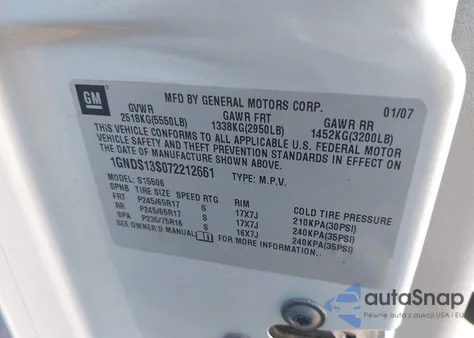 GM
MFD BY GENERAL MOTORS CORP. 01/07
GVWR GAWR FRT GAWR RR
2518KG(5550LB) 1338KG(2950LB) 1452KG(3200LB)
THIS VEHICLE CONFORMS TO ALL APPLICABLE U.S. FEDERAL MOTOR
VEHICLE SAFETY AND THEFT PREVENTION STANDARDS IN EFFECT ON
THE DATE OF MANUFACTURE SHOWN ABOVE.
1GNDS13S072212661 TYPE: M.P.V.
MODEL: S15506
SPNB TIRE SIZE SPEED RTG RIM COLD TIRE PRESSURE
FRT P245/65R17 S 17X7J 210KPA(30PSI)
RR P245/65R17 S 17X7J 240KPA(35PSI)
SPA P235/75R16 S 16X7J 240KPA(35PSI)
SEE OWNER'S MANUAL FOR MORE INFORMATION.
autoSnap
Pewne auto z USA - EU